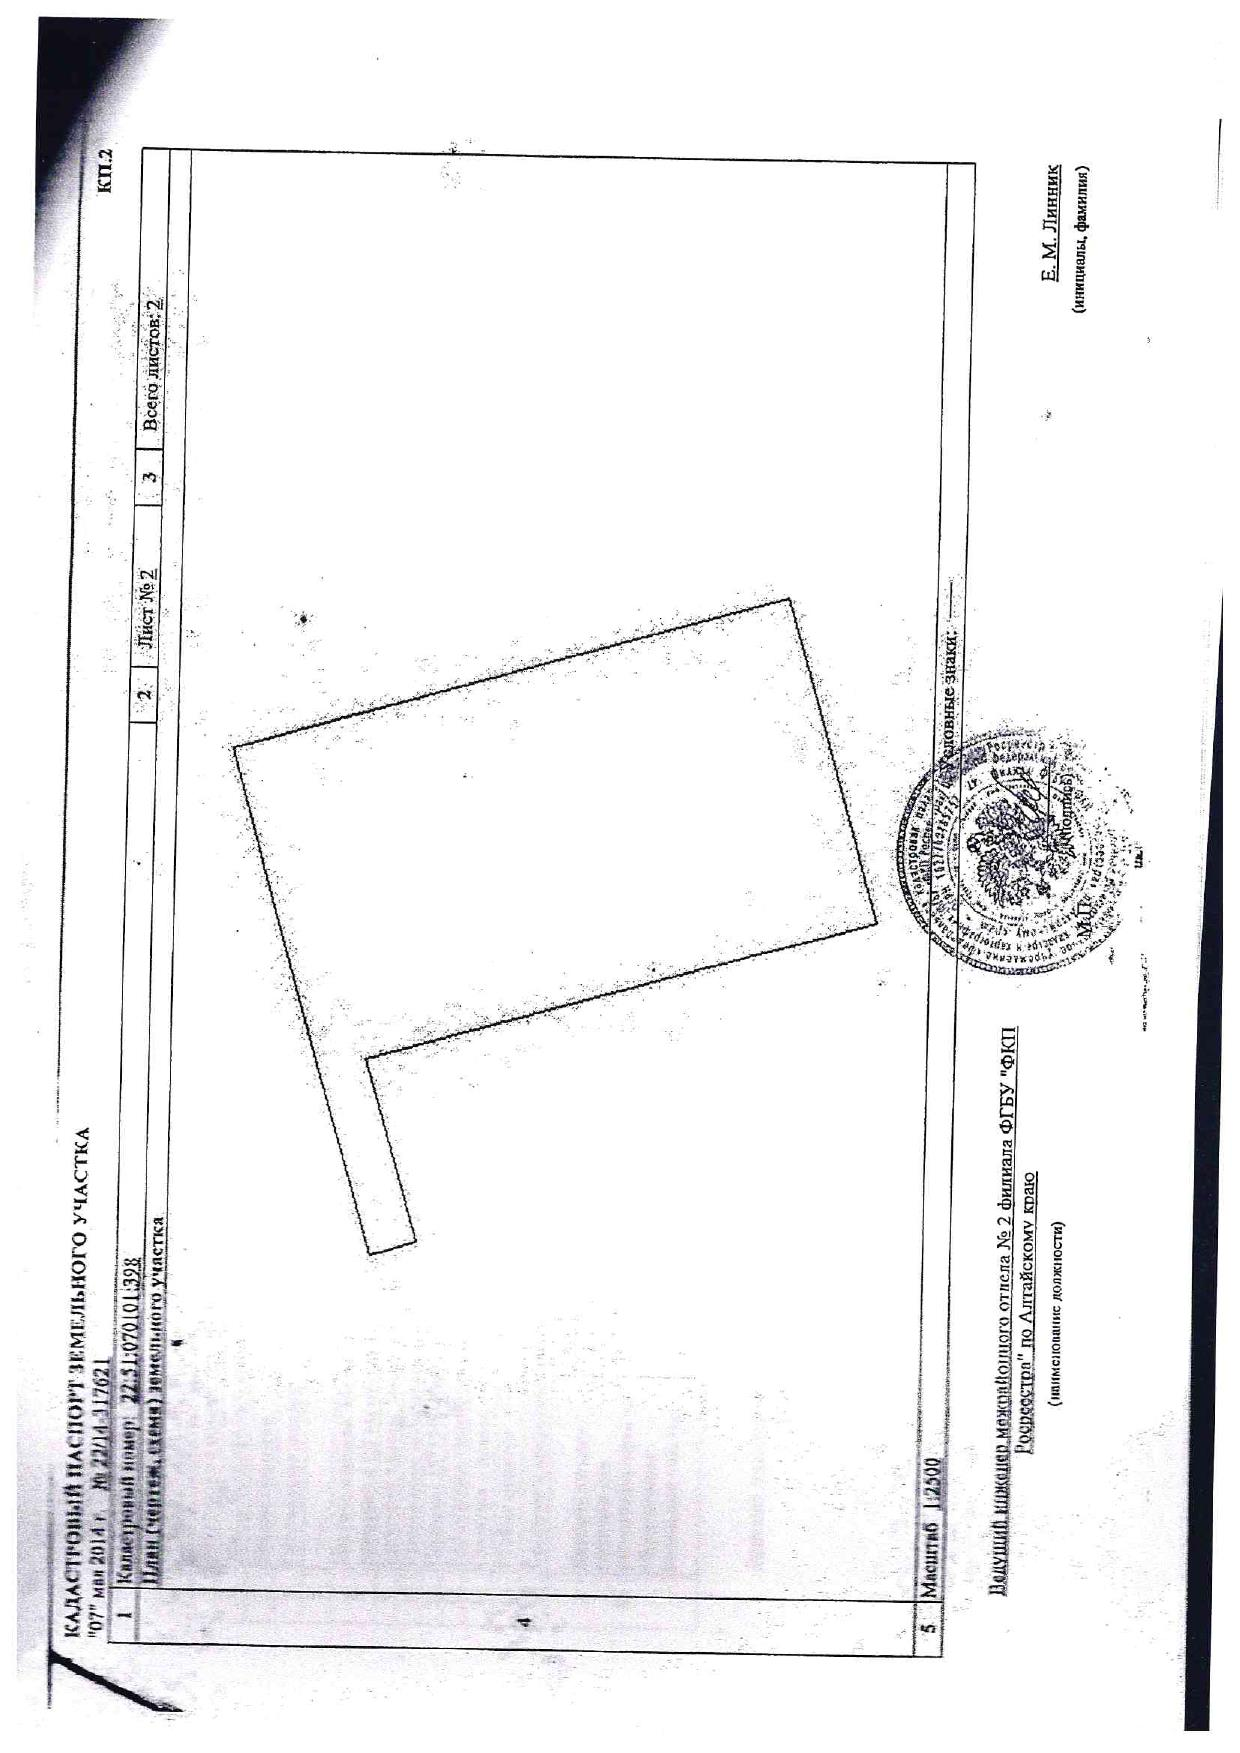 КАДАСТРОВЫЙ ПАСПОРТ ЗЕМЕЛЬНОГО УЧАСТКА
"07" мая 2014 г. № 22/14-317621
КП.2
1 Кадастровый номер 22:51:070101:398 2 Лист № 2 3 Всего листов: 2
План (чертеж, схема) земельного участка
4
5 Масштаб 1:2500 Условные знаки:
Ведущий инженер межрайонного отдела № 2 филиала ФГБУ "ФКП
Росреестра" по Алтайскому краю
(наименование должности)
М.П.
(подпись)
Е. М. Линник
(инициалы, фамилия)